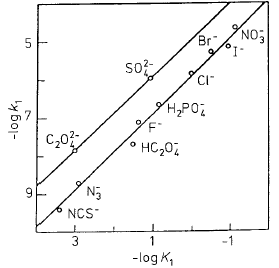 5
7
9
-log k₁
3
1
-1
-log K₁
NO₃⁻
Br⁻
I⁻
SO₄²⁻
Cl⁻
H₂PO₄⁻
C₂O₄²⁻
F⁻
HC₂O₄⁻
N₃⁻
NCS⁻